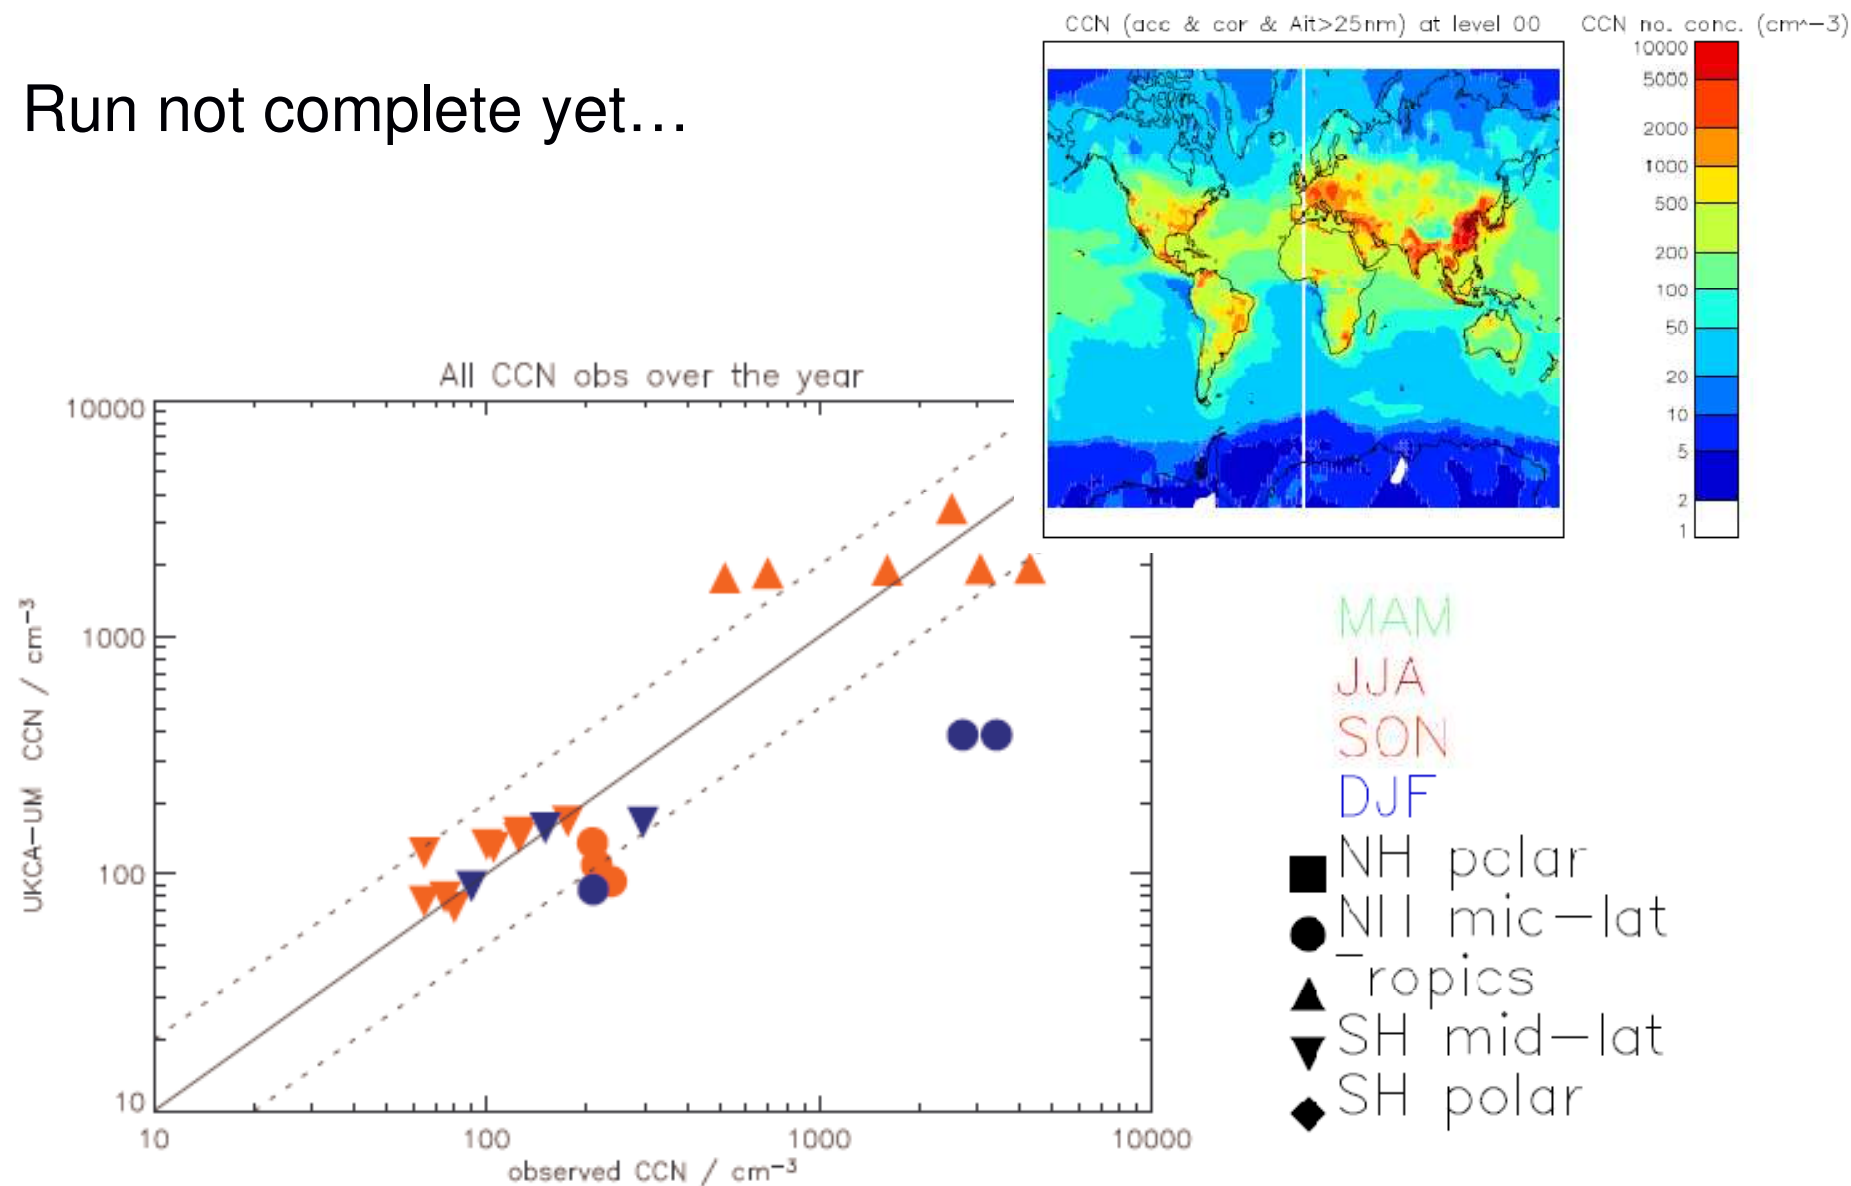 CCN (acc & cor & Ait>25nm) at level 00
CCN no. conc. (cm^-3)
10000
5000
2000
1000
500
200
100
50
20
10
5
2
1
Run not complete yet…
All CCN obs over the year
10000
1000
100
10
UKCA-UM CCN / cm⁻³
10
100
1000
10000
observed CCN / cm⁻³
MAM
JJA
SON
DJF
NH polar
NH mid-lat
Tropics
SH mid-lat
SH polar